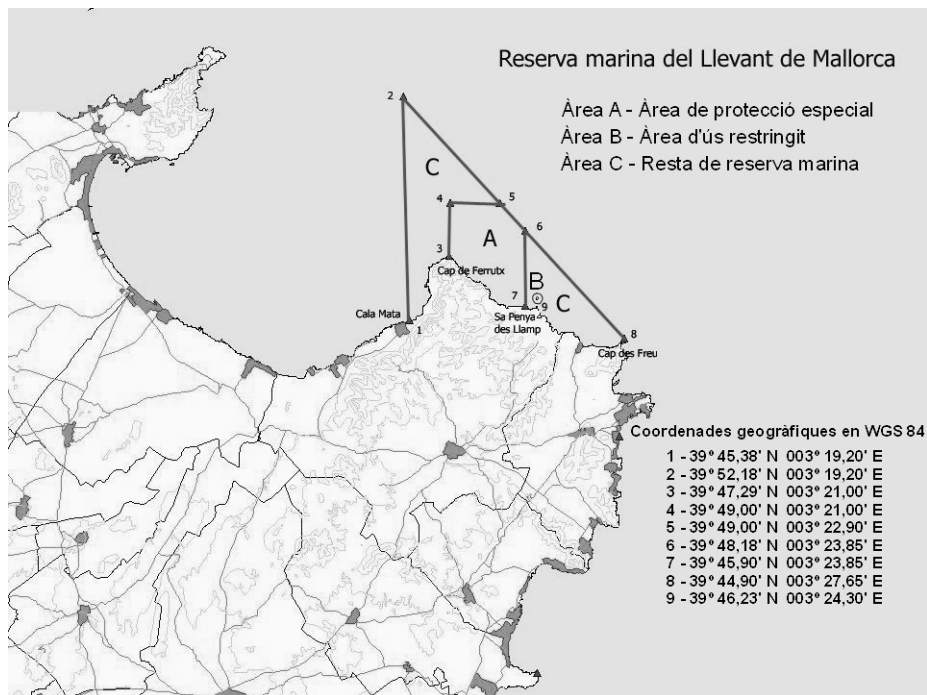 Reserva marina del Llevant de Mallorca
Àrea A - Àrea de protecció especial
Àrea B - Àrea d'ús restringit
Àrea C - Resta de reserva marina
2
C
4
5
A
6
3
Cap de Ferrutx
B
7
9
C
Cala Mata
1
Sa Penya
des Llamp
8
Cap des Freu
Coordenades geogràfiques en WGS 84
1 - 39° 45,38' N 003° 19,20' E
2 - 39° 52,18' N 003° 19,20' E
3 - 39° 47,29' N 003° 21,00' E
4 - 39° 49,00' N 003° 21,00' E
5 - 39° 49,00' N 003° 22,90' E
6 - 39° 48,18' N 003° 23,85' E
7 - 39° 45,90' N 003° 23,85' E
8 - 39° 44,90' N 003° 27,65' E
9 - 39° 46,23' N 003° 24,30' E